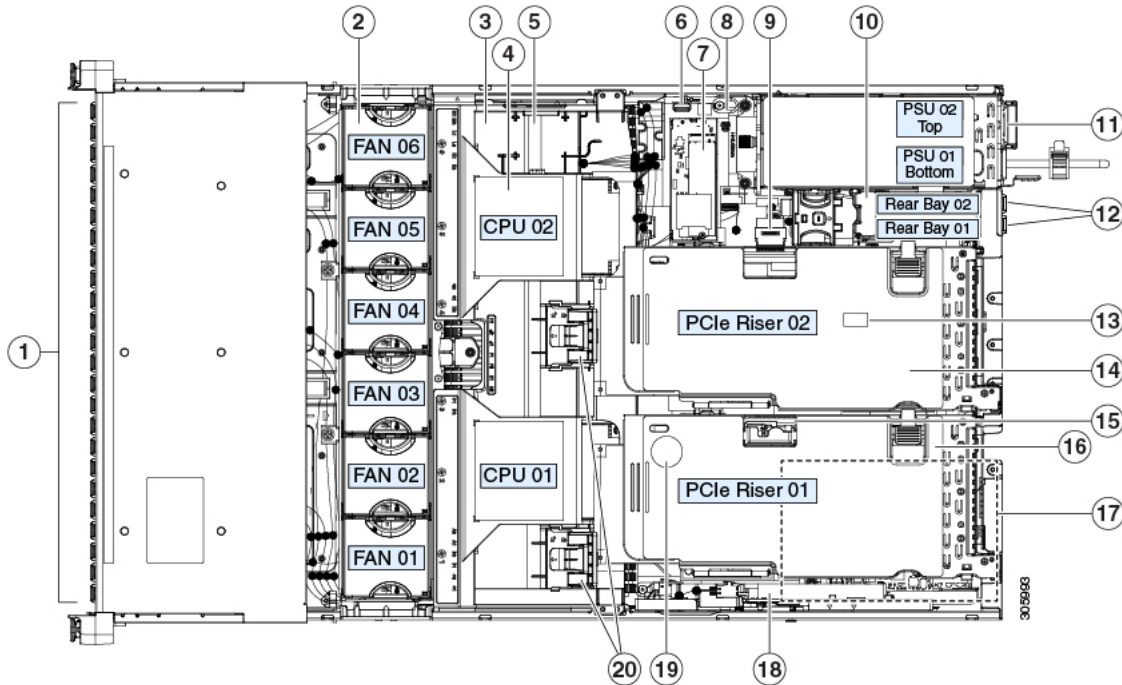 2
3
4
5
6
7
8
9
10
PSU 02
Top
11
FAN 06
PSU 01
Bottom
Rear Bay 02
12
FAN 05
CPU 02
Rear Bay 01
FAN 04
PCIe Riser 02
13
1
14
FAN 03
15
16
FAN 02
CPU 01
PCIe Riser 01
17
FAN 01
305993
20
19
18